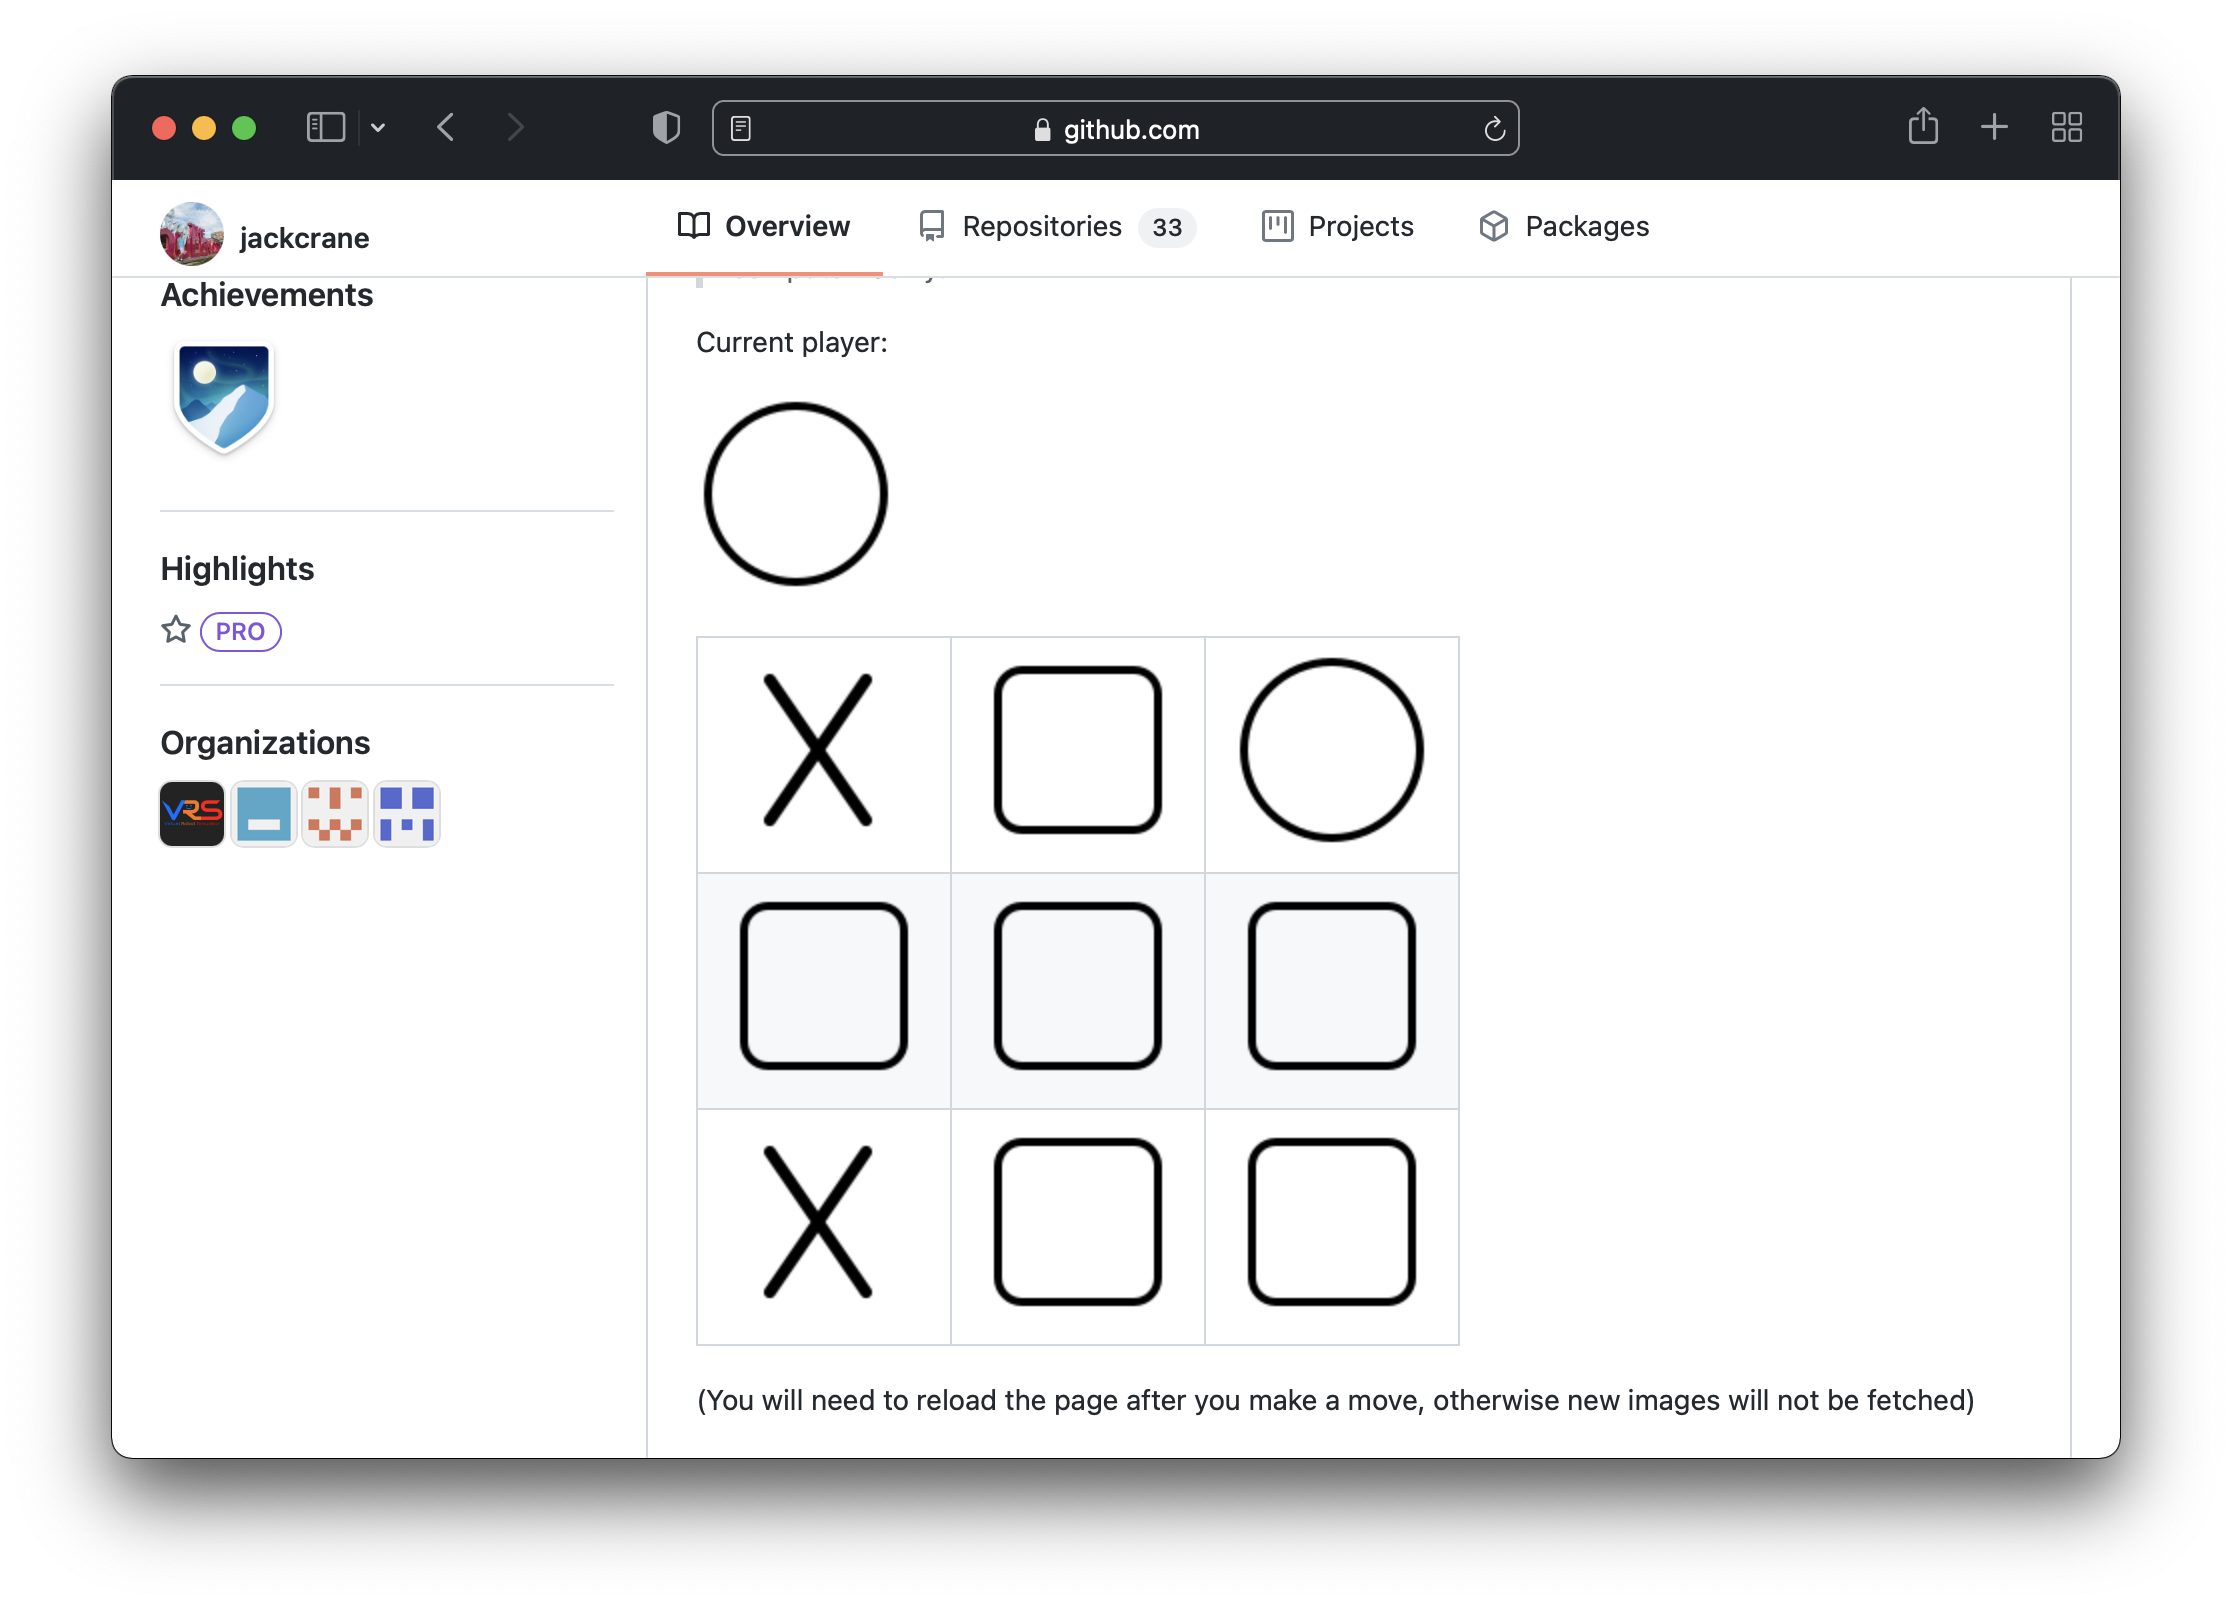 github.com
jackcrane
Overview
Repositories 33
Projects
Packages
Achievements
Highlights
PRO
Organizations
VRS
Current player:
X
O
X
(You will need to reload the page after you make a move, otherwise new images will not be fetched)